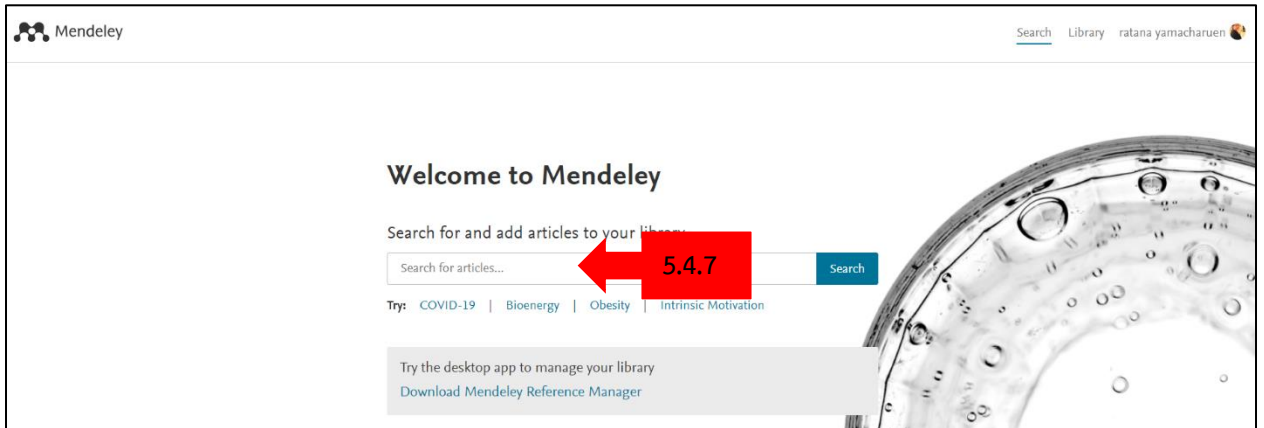 Mendeley
Search Library ratana yamacharuen
Welcome to Mendeley
Search for and add articles to your library
Search for articles... 5.4.7 Search
Try: COVID-19 | Bioenergy | Obesity | Intrinsic Motivation
Try the desktop app to manage your library
Download Mendeley Reference Manager